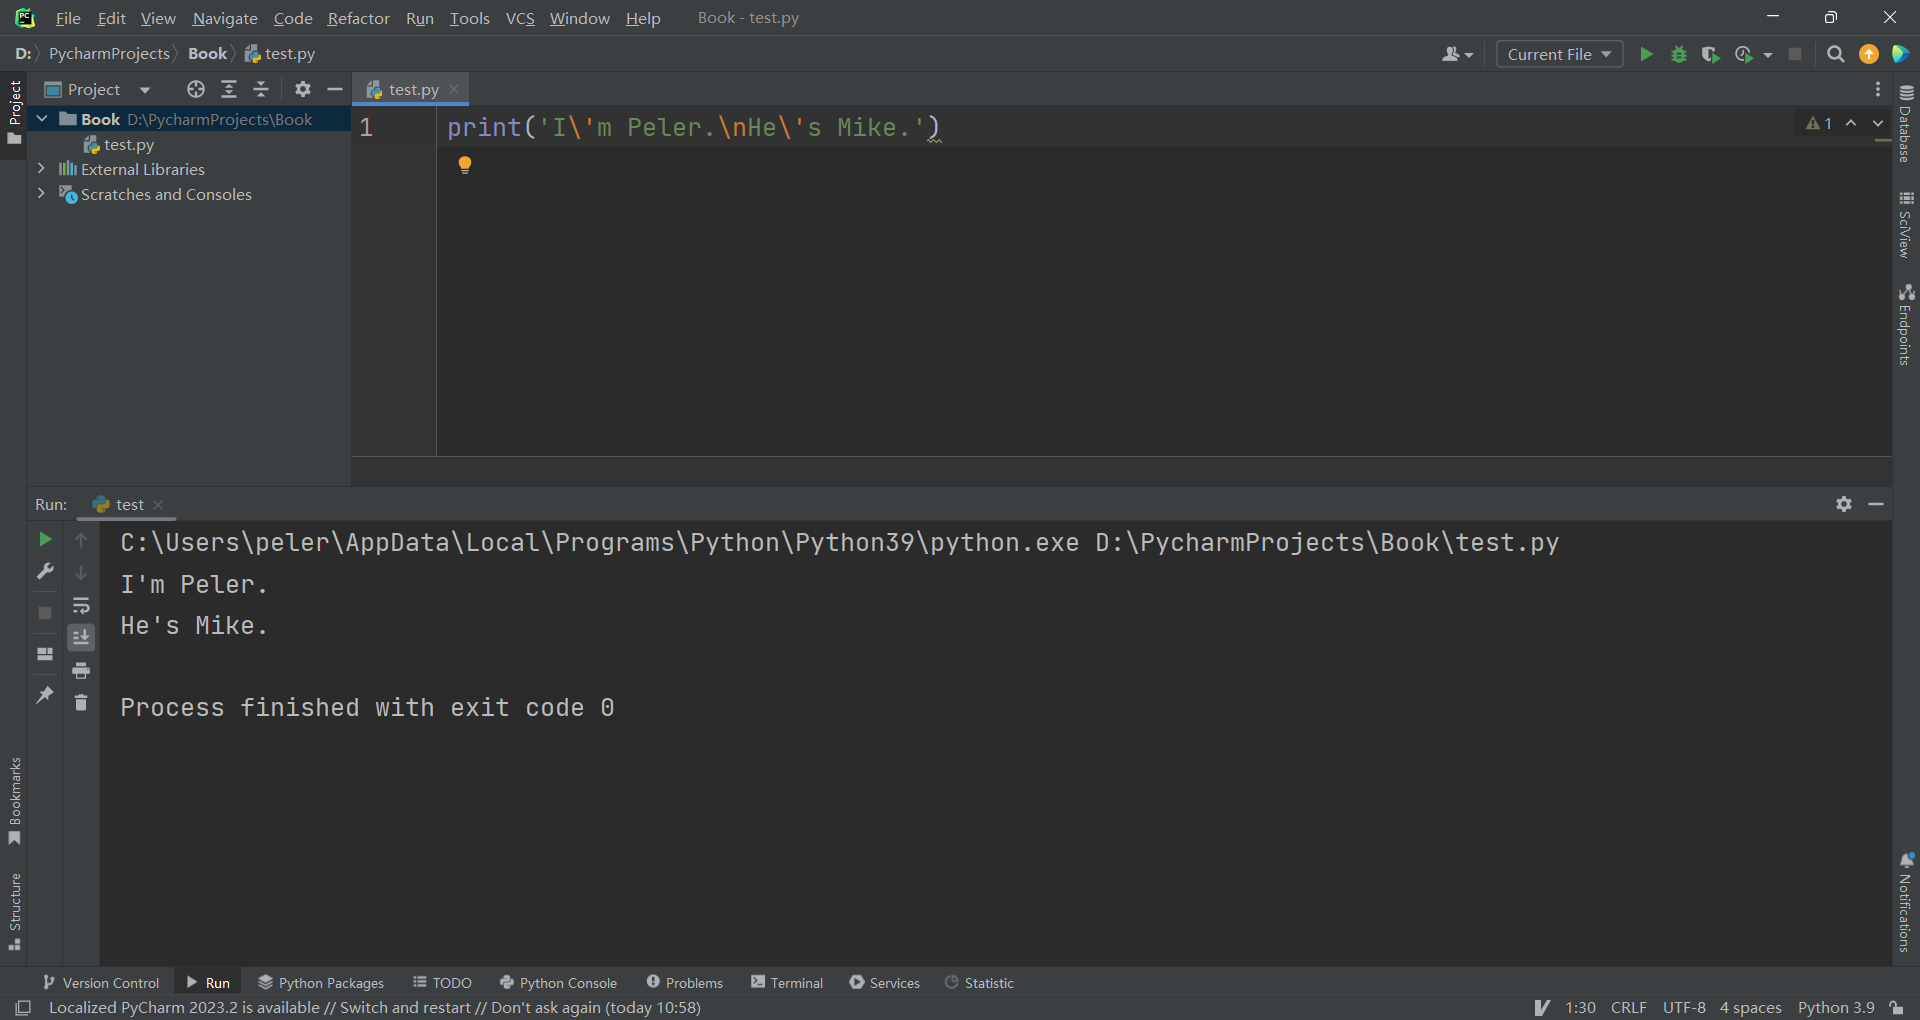 File Edit View Navigate Code Refactor Run Tools VCS Window Help Book - test.py
D: PycharmProjects Book test.py
Current File
Project
test.py
Book D:\PycharmProjects\Book
test.py
External Libraries
Scratches and Consoles
1 print('I\'m Peler.\nHe\'s Mike.')
1
Project
Bookmarks
Structure
Database
SciView
Endpoints
Notifications
Run: test
C:\Users\peler\AppData\Local\Programs\Python\Python39\python.exe D:\PycharmProjects\Book\test.py
I'm Peler.
He's Mike.
Process finished with exit code 0
Version Control Run Python Packages TODO Python Console Problems Terminal Services Statistic
Localized PyCharm 2023.2 is available // Switch and restart // Don't ask again (today 10:58) 1:30 CRLF UTF-8 4 spaces Python 3.9